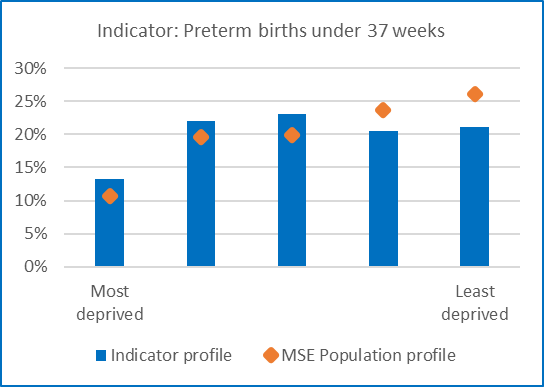 Indicator: Preterm births under 37 weeks
30%
25%
20%
15%
10%
5%
0%
Most
deprived
Least
deprived
Indicator profile
MSE Population profile